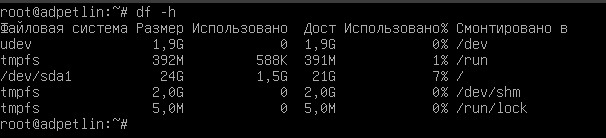 root@adpetlin:~# df -h
Файловая система Размер Использовано  Дост Использовано% Смонтировано в
udev               1,9G            0  1,9G            0% /dev
tmpfs              392M         588K  391M            1% /run
/dev/sda1           24G         1,5G   21G            7% /
tmpfs              2,0G            0  2,0G            0% /dev/shm
tmpfs              5,0M            0  5,0M            0% /run/lock
root@adpetlin:~#